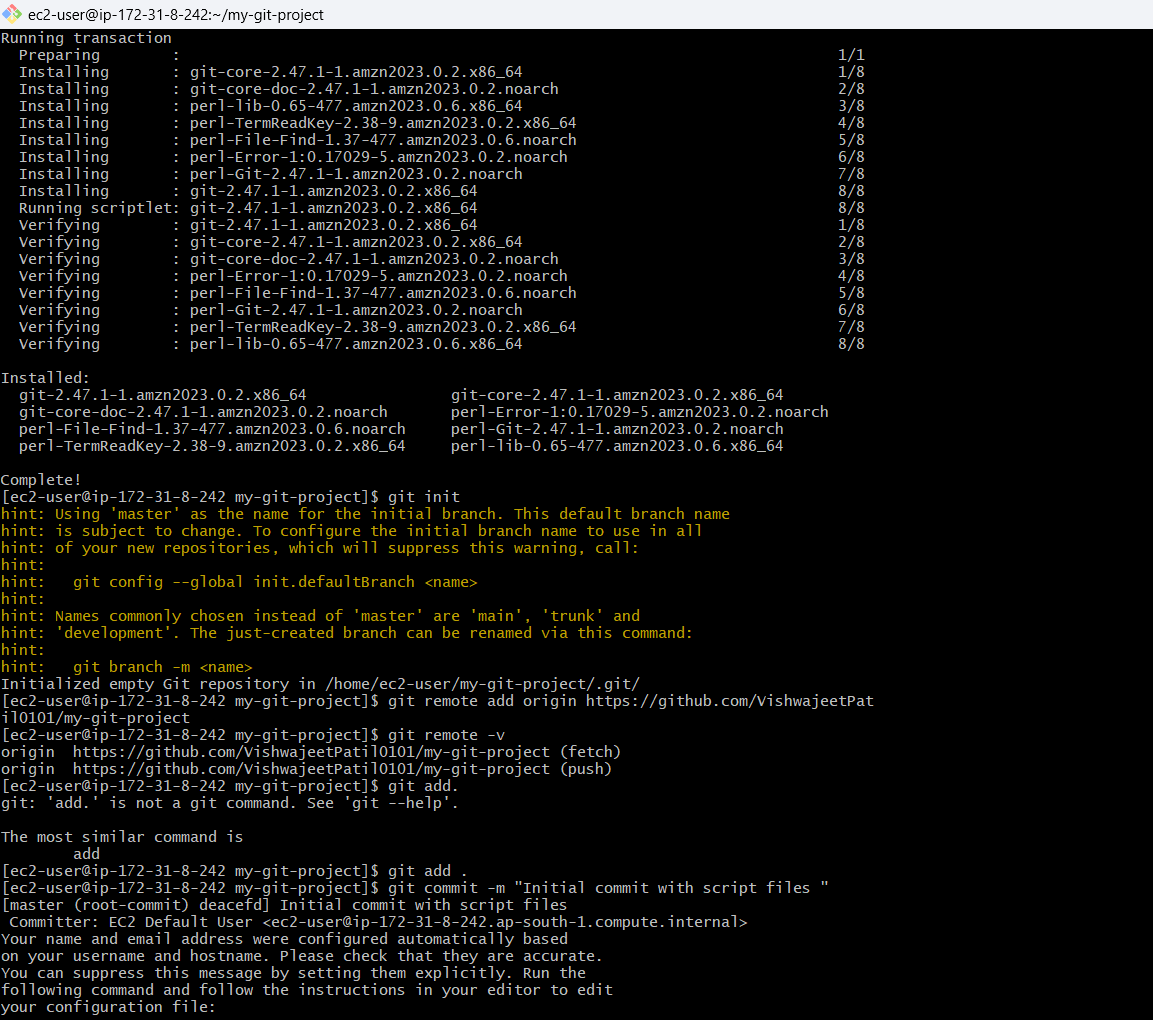 ec2-user@ip-172-31-8-242:~/my-git-project
Running transaction
  Preparing        :                                                                         1/1
  Installing       : git-core-2.47.1-1.amzn2023.0.2.x86_64                                   1/8
  Installing       : git-core-doc-2.47.1-1.amzn2023.0.2.noarch                               2/8
  Installing       : perl-lib-0.65-477.amzn2023.0.6.x86_64                                   3/8
  Installing       : perl-TermReadKey-2.38-9.amzn2023.0.2.x86_64                             4/8
  Installing       : perl-File-Find-1.37-477.amzn2023.0.6.noarch                             5/8
  Installing       : perl-Error-1:0.17029-5.amzn2023.0.2.noarch                              6/8
  Installing       : perl-Git-2.47.1-1.amzn2023.0.2.noarch                                   7/8
  Installing       : git-2.47.1-1.amzn2023.0.2.x86_64                                        8/8
  Running scriptlet: git-2.47.1-1.amzn2023.0.2.x86_64                                        8/8
  Verifying        : git-2.47.1-1.amzn2023.0.2.x86_64                                        1/8
  Verifying        : git-core-2.47.1-1.amzn2023.0.2.x86_64                                   2/8
  Verifying        : git-core-doc-2.47.1-1.amzn2023.0.2.noarch                               3/8
  Verifying        : perl-Error-1:0.17029-5.amzn2023.0.2.noarch                              4/8
  Verifying        : perl-File-Find-1.37-477.amzn2023.0.6.noarch                             5/8
  Verifying        : perl-Git-2.47.1-1.amzn2023.0.2.noarch                                   6/8
  Verifying        : perl-TermReadKey-2.38-9.amzn2023.0.2.x86_64                             7/8
  Verifying        : perl-lib-0.65-477.amzn2023.0.6.x86_64                                   8/8

Installed:
  git-2.47.1-1.amzn2023.0.2.x86_64                git-core-2.47.1-1.amzn2023.0.2.x86_64
  git-core-doc-2.47.1-1.amzn2023.0.2.noarch       perl-Error-1:0.17029-5.amzn2023.0.2.noarch
  perl-File-Find-1.37-477.amzn2023.0.6.noarch     perl-Git-2.47.1-1.amzn2023.0.2.noarch
  perl-TermReadKey-2.38-9.amzn2023.0.2.x86_64     perl-lib-0.65-477.amzn2023.0.6.x86_64

Complete!
[ec2-user@ip-172-31-8-242 my-git-project]$ git init
hint: Using 'master' as the name for the initial branch. This default branch name
hint: is subject to change. To configure the initial branch name to use in all
hint: of your new repositories, which will suppress this warning, call:
hint:
hint:   git config --global init.defaultBranch <name>
hint:
hint: Names commonly chosen instead of 'master' are 'main', 'trunk' and
hint: 'development'. The just-created branch can be renamed via this command:
hint:
hint:   git branch -m <name>
Initialized empty Git repository in /home/ec2-user/my-git-project/.git/
[ec2-user@ip-172-31-8-242 my-git-project]$ git remote add origin https://github.com/VishwajeetPat
il0101/my-git-project
[ec2-user@ip-172-31-8-242 my-git-project]$ git remote -v
origin  https://github.com/VishwajeetPatil0101/my-git-project (fetch)
origin  https://github.com/VishwajeetPatil0101/my-git-project (push)
[ec2-user@ip-172-31-8-242 my-git-project]$ git add.
git: 'add.' is not a git command. See 'git --help'.

The most similar command is
        add
[ec2-user@ip-172-31-8-242 my-git-project]$ git add .
[ec2-user@ip-172-31-8-242 my-git-project]$ git commit -m "Initial commit with script files "
[master (root-commit) deacefd] Initial commit with script files
 Committer: EC2 Default User <ec2-user@ip-172-31-8-242.ap-south-1.compute.internal>
Your name and email address were configured automatically based
on your username and hostname. Please check that they are accurate.
You can suppress this message by setting them explicitly. Run the
following command and follow the instructions in your editor to edit
your configuration file: